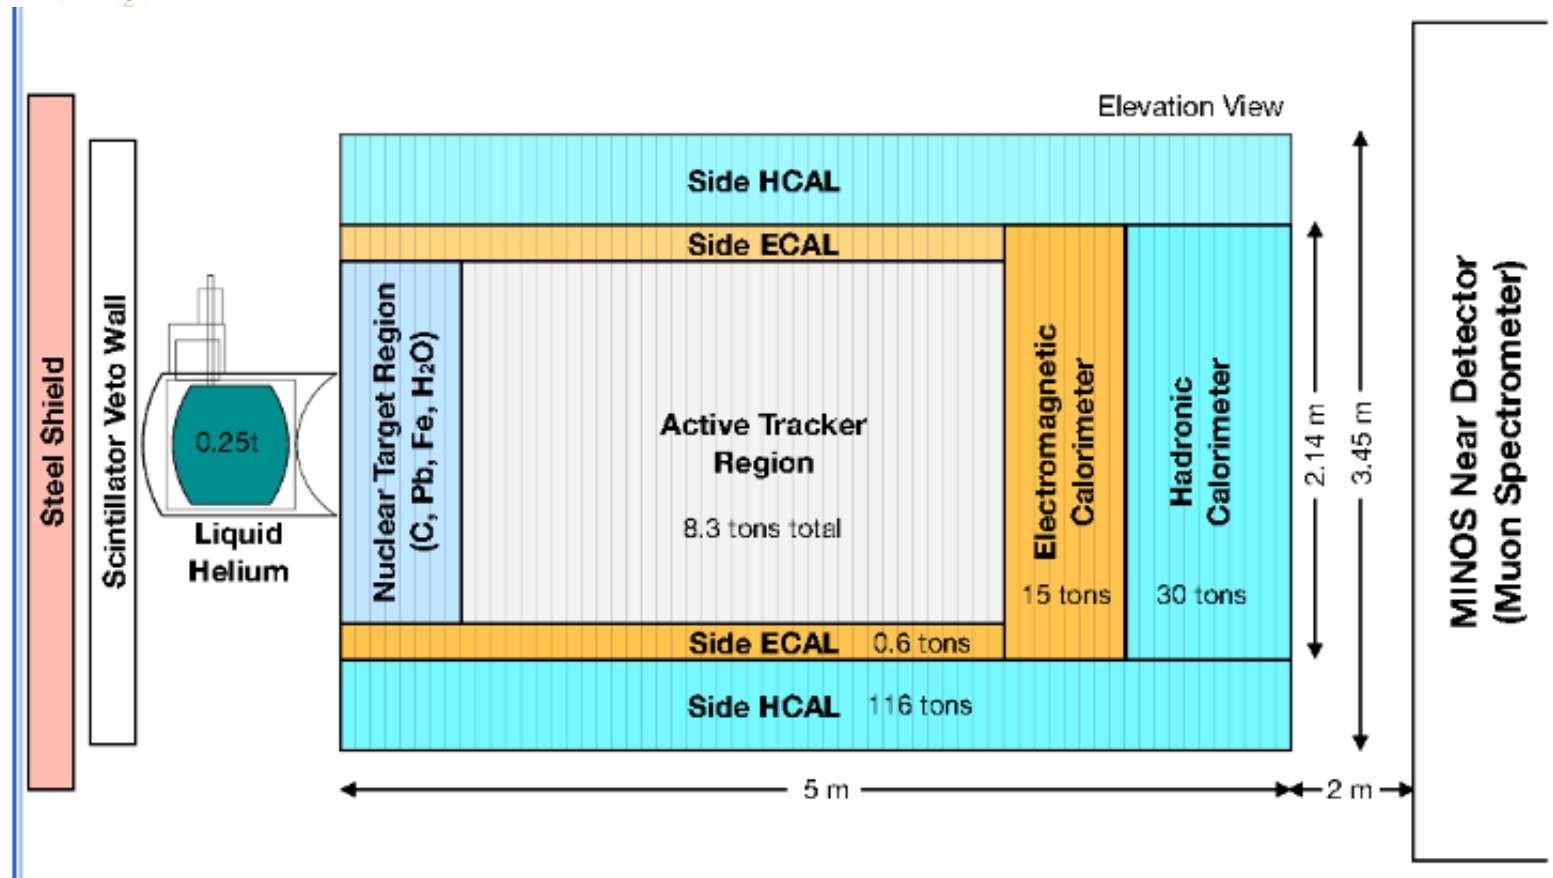 Elevation View
Steel Shield
Scintillator Veto Wall
0.25t
Liquid
Helium
Side HCAL
Side ECAL
Nuclear Target Region
(C, Pb, Fe, H₂O)
Active Tracker
Region
8.3 tons total
Electromagnetic
Calorimeter
15 tons
Hadronic
Calorimeter
30 tons
Side ECAL 0.6 tons
Side HCAL 116 tons
2.14 m
3.45 m
5 m
2 m
MINOS Near Detector
(Muon Spectrometer)